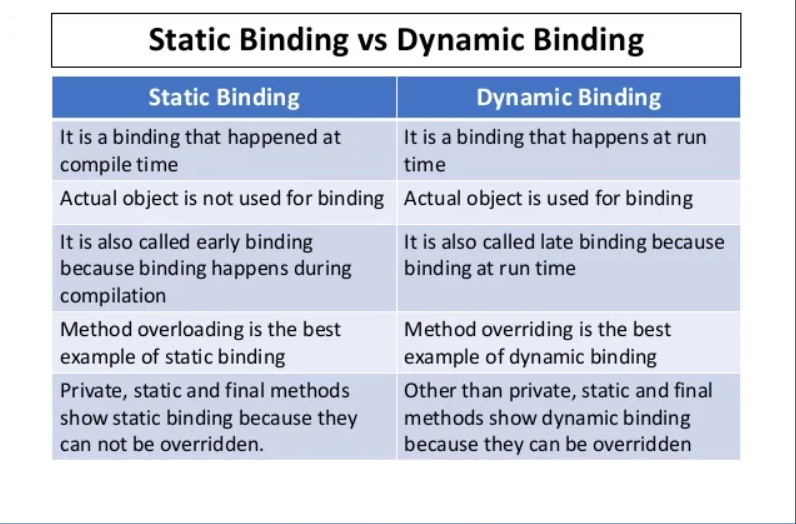 Static Binding vs Dynamic Binding
Static Binding
Dynamic Binding
It is a binding that happened at
compile time
It is a binding that happens at run
time
Actual object is not used for binding
Actual object is used for binding
It is also called early binding
because binding happens during
compilation
It is also called late binding because
binding at run time
Method overloading is the best
example of static binding
Method overriding is the best
example of dynamic binding
Private, static and final methods
show static binding because they
can not be overridden.
Other than private, static and final
methods show dynamic binding
because they can be overridden